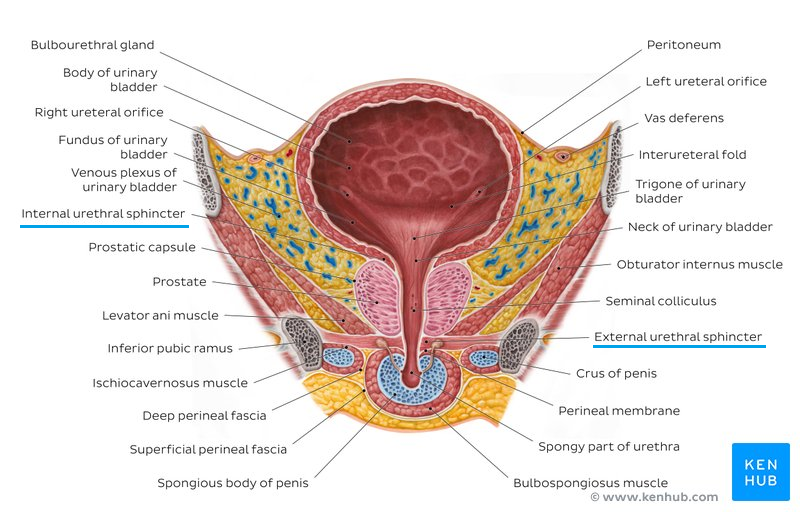 Bulbourethral gland
Body of urinary
bladder
Right ureteral orifice
Fundus of urinary
bladder
Venous plexus of
urinary bladder
Internal urethral sphincter
Prostatic capsule
Prostate
Levator ani muscle
Inferior pubic ramus
Ischiocavernosus muscle
Deep perineal fascia
Superficial perineal fascia
Spongious body of penis
Peritoneum
Left ureteral orifice
Vas deferens
Interureteral fold
Trigone of urinary
bladder
Neck of urinary bladder
Obturator internus muscle
Seminal colliculus
External urethral sphincter
Crus of penis
Perineal membrane
Spongy part of urethra
Bulbospongiosus muscle
© www.kenhub.com
KEN
HUB